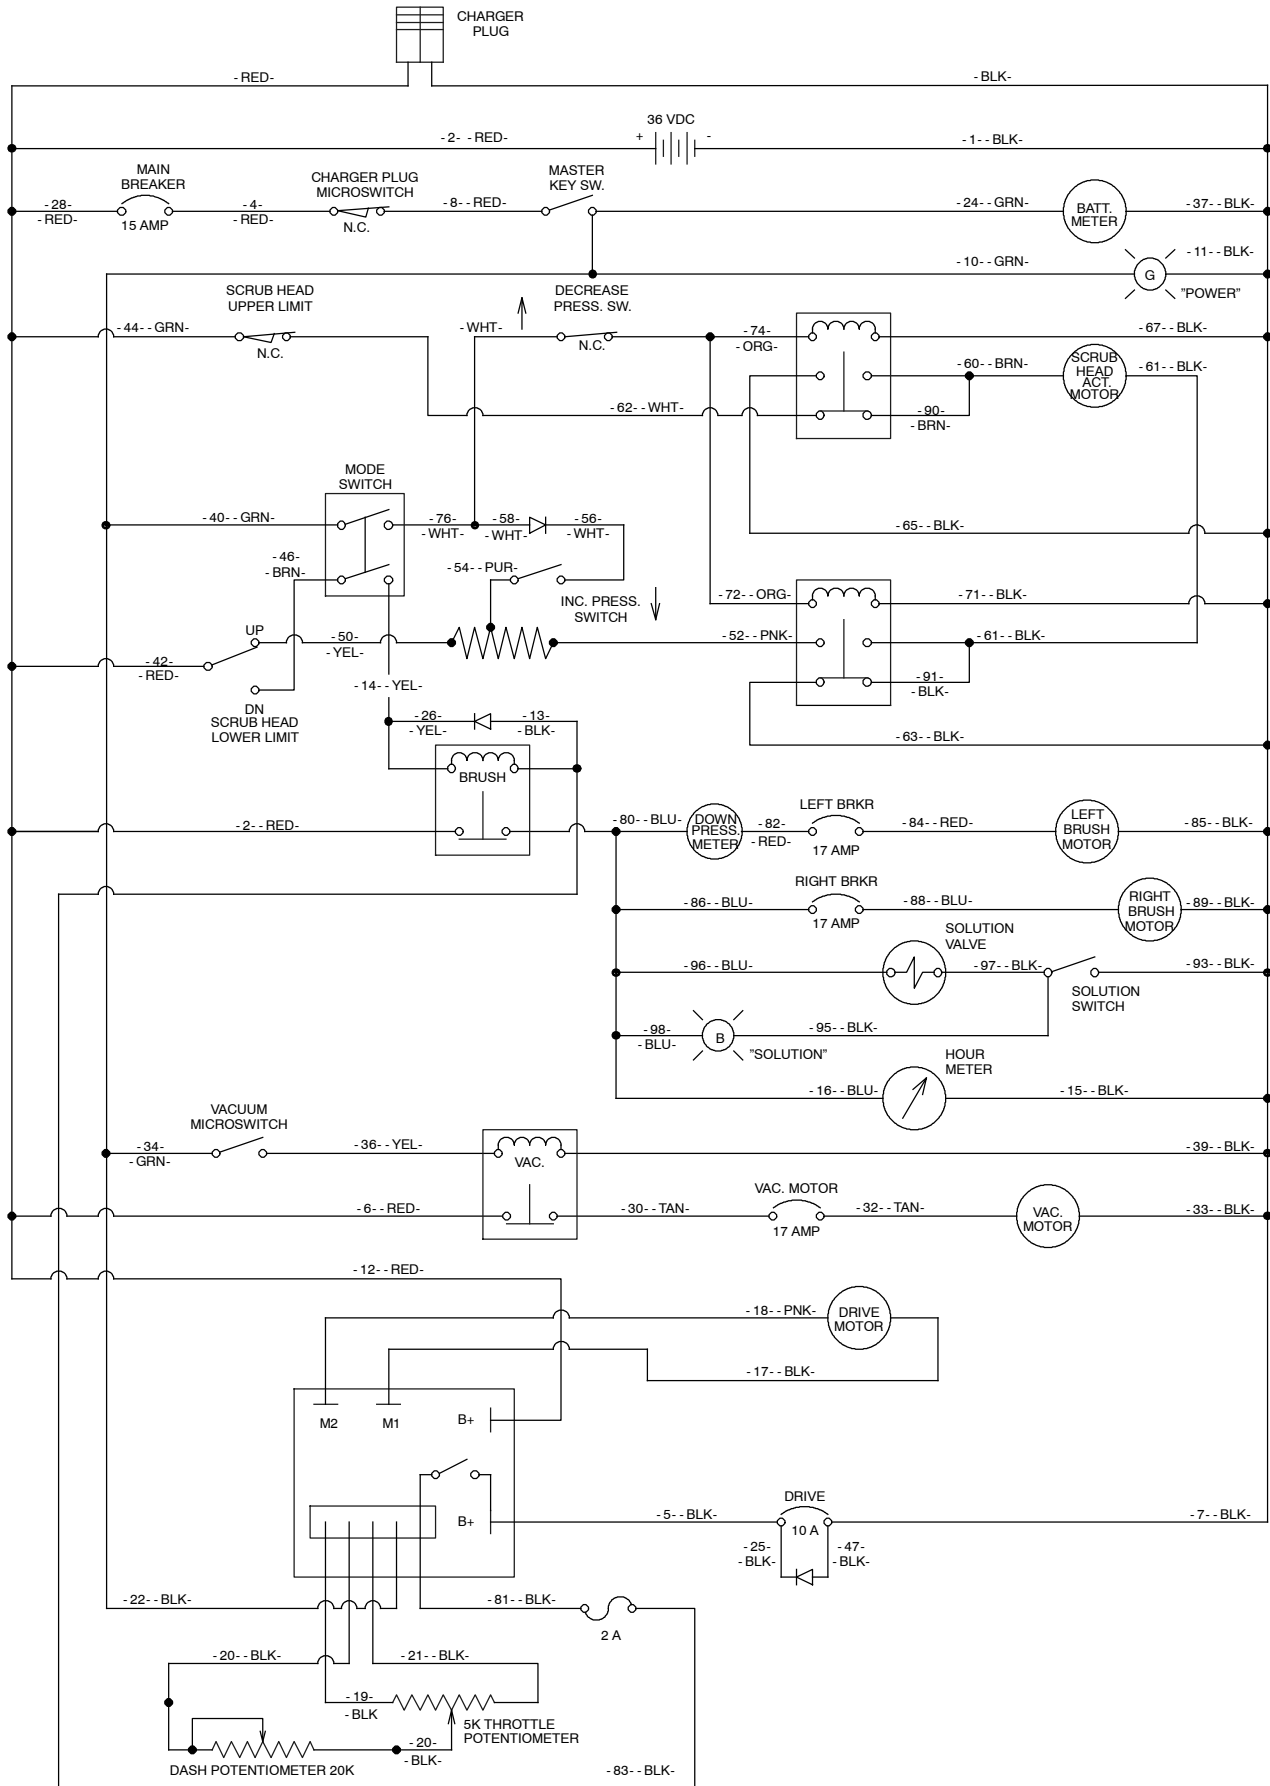 CHARGER
PLUG
-RED-
-BLK-
36 VDC
+
-
-2- -RED-
-1- -BLK-
MAIN
BREAKER
CHARGER PLUG
MICROSWITCH
MASTER
KEY SW.
-28-
-RED-
15 AMP
-4-
-RED-
N.C.
-8- -RED-
-24- -GRN-
BATT.
METER
-37- -BLK-
-10- -GRN-
G
-11- -BLK-
"POWER"
SCRUB HEAD
UPPER LIMIT
DECREASE
PRESS. SW.
-44- -GRN-
N.C.
-WHT-
N.C.
-74-
-ORG-
-67- -BLK-
-60- -BRN-
SCRUB
HEAD
ACT.
MOTOR
-61- -BLK-
-62- -WHT-
-90-
-BRN-
MODE
SWITCH
-40- -GRN-
-76-
-WHT-
-58-
-WHT-
-56-
-WHT-
-65- -BLK-
-46-
-BRN-
-54- -PUR-
INC. PRESS.
SWITCH
-72- -ORG-
-71- -BLK-
UP
-50-
-YEL-
-52- -PNK-
-61- -BLK-
-42-
-RED-
-14- -YEL-
-91-
-BLK-
DN
SCRUB HEAD
LOWER LIMIT
-26-
-YEL-
-13-
-BLK-
-63- -BLK-
BRUSH
-2- -RED-
-80- -BLU-
DOWN
PRESS.
METER
-82-
-RED-
LEFT BRKR
17 AMP
-84- -RED-
LEFT
BRUSH
MOTOR
-85- -BLK-
RIGHT BRKR
-86- -BLU-
17 AMP
-88- -BLU-
RIGHT
BRUSH
MOTOR
-89- -BLK-
SOLUTION
VALVE
-96- -BLU-
-97- -BLK-
-93- -BLK-
SOLUTION
SWITCH
-98-
-BLU-
B
-95- -BLK-
"SOLUTION"
HOUR
METER
-16- -BLU-
-15- -BLK-
VACUUM
MICROSWITCH
-34-
-GRN-
-36- -YEL-
VAC.
-39- -BLK-
-6- -RED-
-30- -TAN-
VAC. MOTOR
17 AMP
-32- -TAN-
VAC.
MOTOR
-33- -BLK-
-12- -RED-
-18- -PNK-
DRIVE
MOTOR
-17- -BLK-
M2
M1
B+
B+
-5- -BLK-
DRIVE
10 A
-7- -BLK-
-25-
-BLK-
-47-
-BLK-
-22- -BLK-
-81- -BLK-
2 A
-20- -BLK-
-21- -BLK-
-19-
-BLK
5K THROTTLE
POTENTIOMETER
-20-
-BLK-
DASH POTENTIOMETER 20K
-83- -BLK-